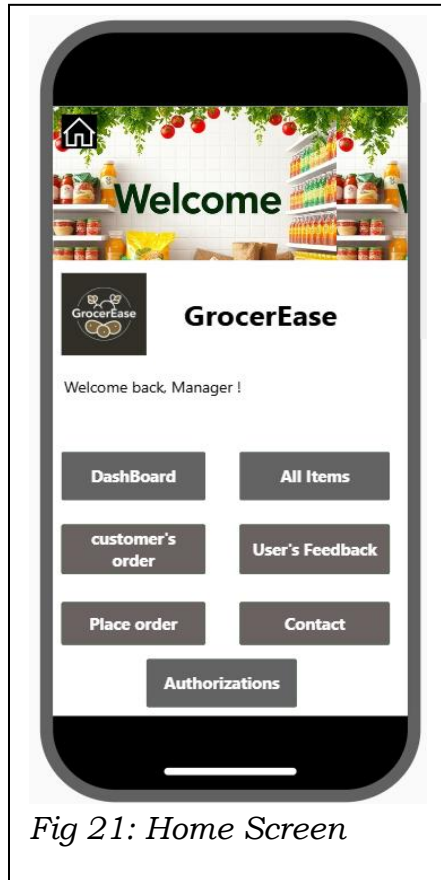 Welcome
GrocerEase
GrocerEase
Welcome back, Manager !
DashBoard
All Items
customer's
order
User's Feedback
Place order
Contact
Authorizations
Fig 21: Home Screen